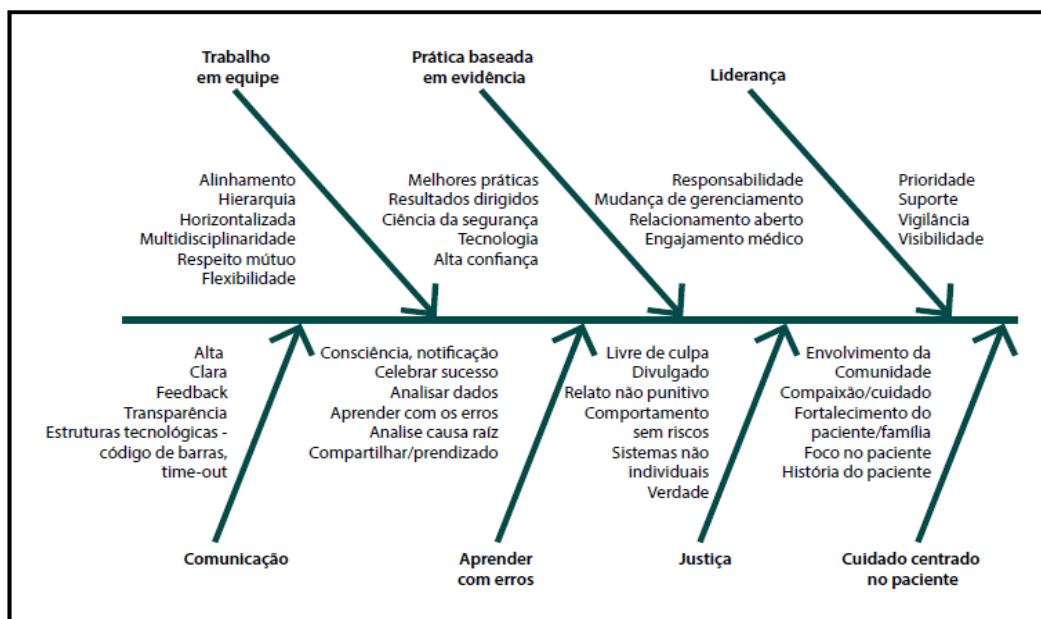 Trabalho
em equipe
Prática baseada
em evidência
Liderança
Alinhamento
Hierarquia
Horizontalizada
Multidisciplinaridade
Respeito mútuo
Flexibilidade
Melhores práticas
Resultados dirigidos
Ciência da segurança
Tecnologia
Alta confiança
Responsabilidade
Mudança de gerenciamento
Relacionamento aberto
Engajamento médico
Prioridade
Suporte
Vigilância
Visibilidade
Alta
Clara
Feedback
Transparência
Estruturas tecnológicas -
código de barras,
time-out
Consciência, notificação
Celebrar sucesso
Analisar dados
Aprender com os erros
Analise causa raíz
Compartilhar/prendizado
Livre de culpa
Divulgado
Relato não punitivo
Comportamento
sem riscos
Sistemas não
individuais
Verdade
Envolvimento da
Comunidade
Compaixão/cuidado
Fortalecimento do
paciente/família
Foco no paciente
História do paciente
Comunicação
Aprender
com erros
Justiça
Cuidado centrado
no paciente